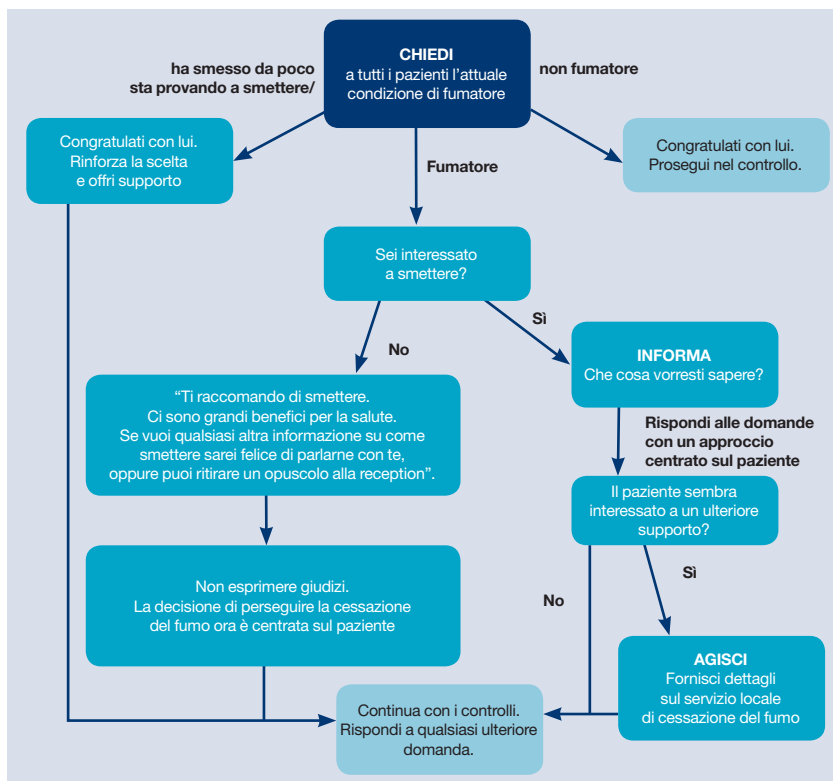 CHIEDI
a tutti i pazienti l'attuale
condizione di fumatore
ha smesso da poco
sta provando a smettere/
non fumatore
Congratulati con lui.
Rinforza la scelta
e offri supporto
Congratulati con lui.
Prosegui nel controllo.
Fumatore
Sei interessato
a smettere?
Sì
No
INFORMA
Che cosa vorresti sapere?
“Ti raccomando di smettere.
Ci sono grandi benefici per la salute.
Se vuoi qualsiasi altra informazione su come
smettere sarei felice di parlarne con te,
oppure puoi ritirare un opuscolo alla reception”.
Rispondi alle domande
con un approccio
centrato sul paziente
Il paziente sembra
interessato a un ulteriore
supporto?
Non esprimere giudizi.
La decisione di perseguire la cessazione
del fumo ora è centrata sul paziente
No
Sì
AGISCI
Fornisci dettagli
sul servizio locale
di cessazione del fumo
Continua con i controlli.
Rispondi a qualsiasi ulteriore
domanda.